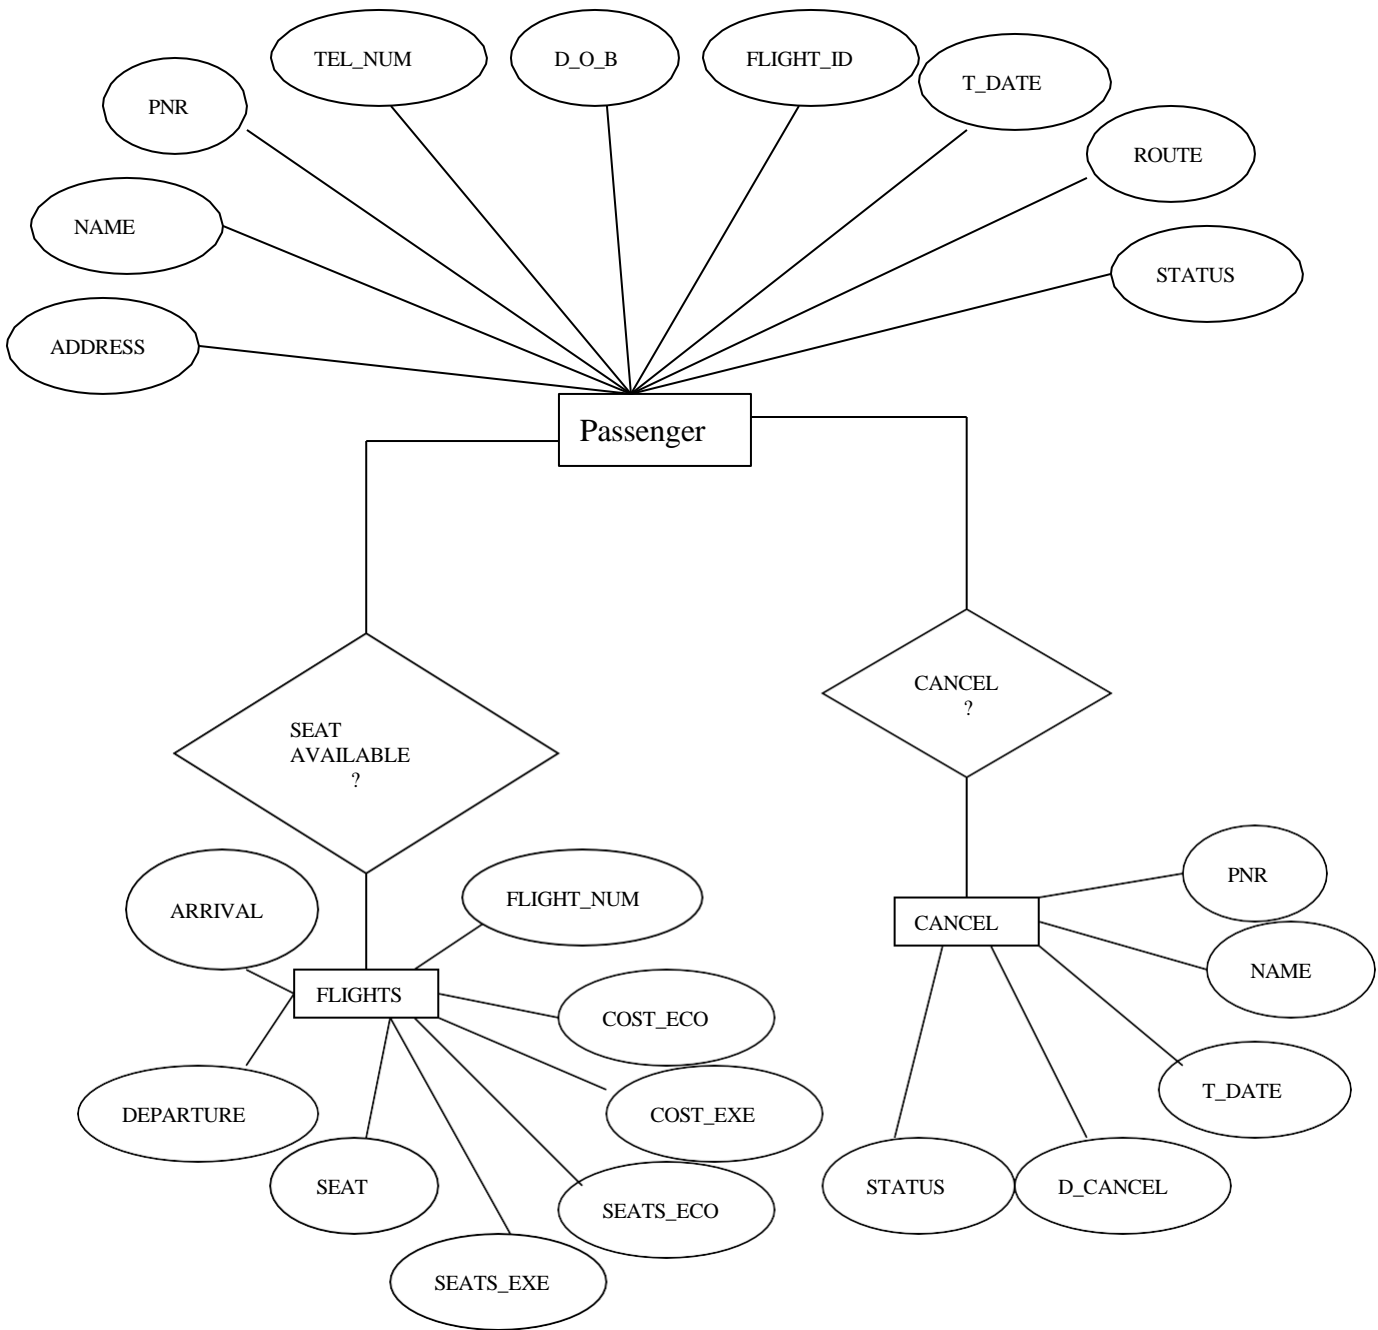 TEL_NUM
D_O_B
FLIGHT_ID
T_DATE
PNR
ROUTE
NAME
STATUS
ADDRESS
Passenger
CANCEL
?
SEAT
AVAILABLE
?
PNR
FLIGHT_NUM
ARRIVAL
CANCEL
NAME
FLIGHTS
COST_ECO
T_DATE
DEPARTURE
COST_EXE
SEAT
STATUS
D_CANCEL
SEATS_ECO
SEATS_EXE